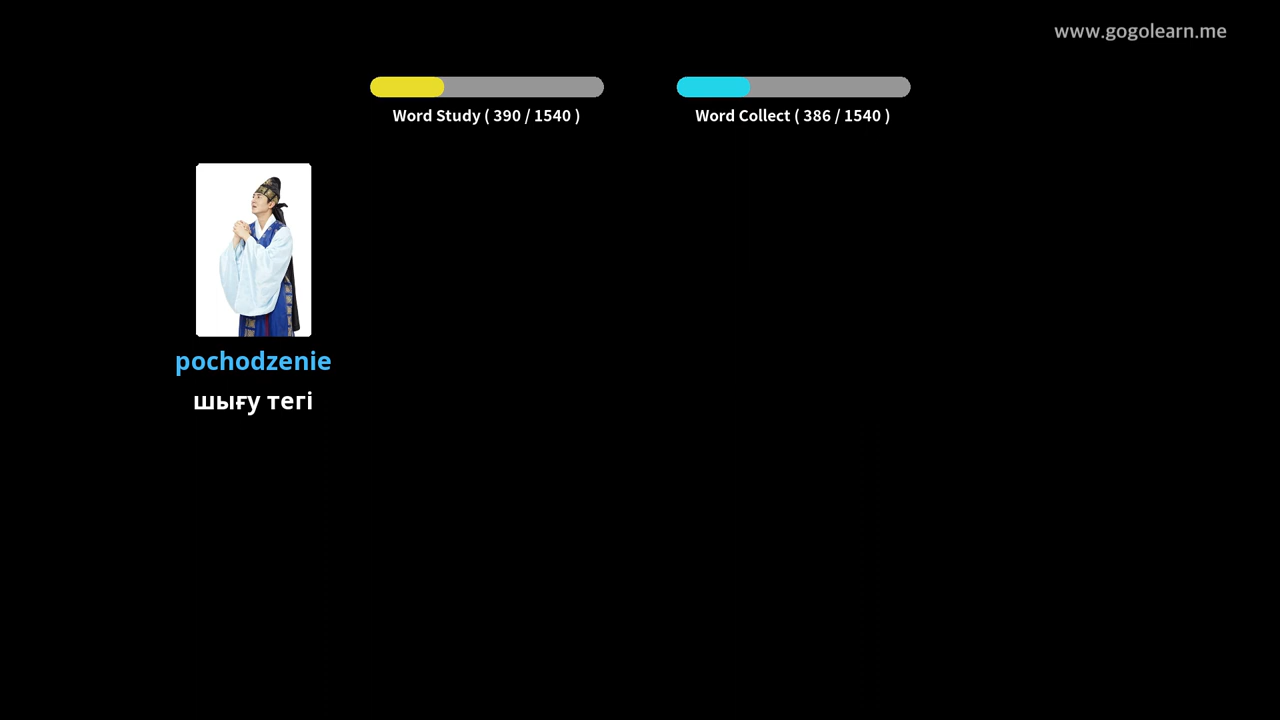 www.gogolearn.me
Word Study ( 390 / 1540 )
Word Collect ( 386 / 1540 )
pochodzenie
шығу тегі